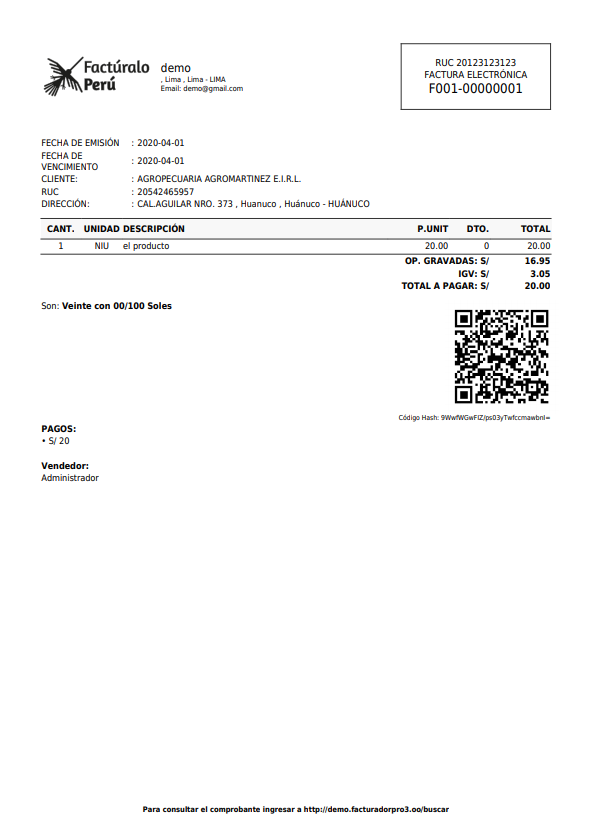 Factúralo
Perú
demo
, Lima , Lima - LIMA
Email: demo@gmail.com
RUC 20123123123
FACTURA ELECTRÓNICA
F001-00000001
FECHA DE EMISIÓN : 2020-04-01
FECHA DE
VENCIMIENTO : 2020-04-01
CLIENTE: : AGROPECUARIA AGROMARTINEZ E.I.R.L.
RUC : 20542465957
DIRECCIÓN: : CAL.AGUILAR NRO. 373 , Huanuco , Huánuco - HUÁNUCO
CANT. UNIDAD DESCRIPCIÓN P.UNIT DTO. TOTAL
1 NIU el producto 20.00 0 20.00
OP. GRAVADAS: S/ 16.95
IGV: S/ 3.05
TOTAL A PAGAR: S/ 20.00
Son: Veinte con 00/100 Soles
Código Hash:
PAGOS:
• S/ 20
Vendedor:
Administrador
Para consultar el comprobante ingresar a http://demo.facturadorpro3.oo/buscar